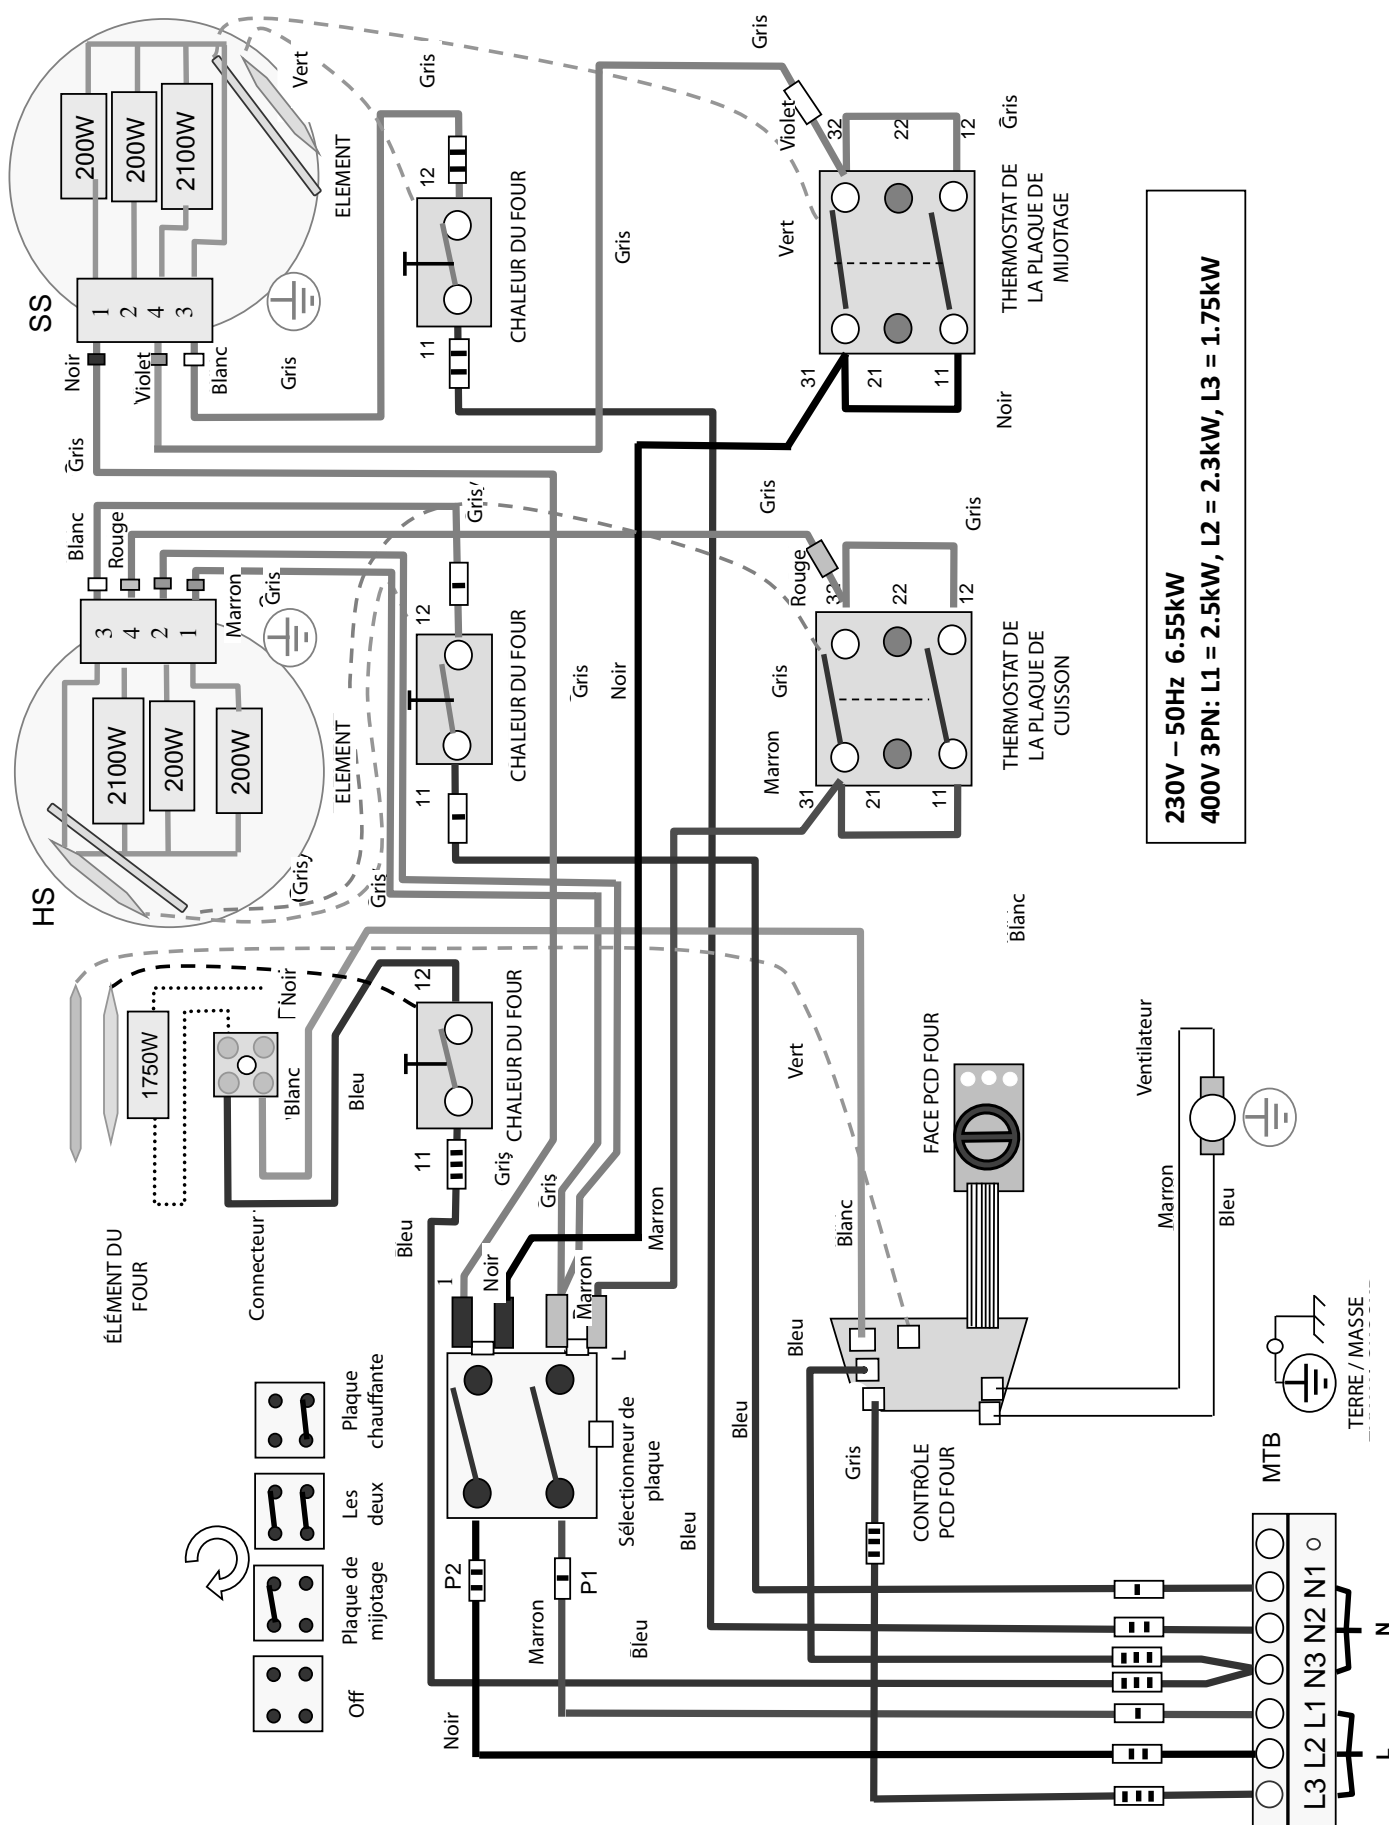 HS
SS
Noir
Violet
Blanc
Gris
Gris
1
2
4
3
200W
200W
2100W
ELEMENT
Vert
Gris
Blanc
Rouge
Marron
Gris
3
4
2
1
2100W
200W
200W
ELEMENT
Gris
Gris
Gris
1750W
Noir
Blanc
Bleu
ÉLÉMENT DU
FOUR
Connecteur
Off
Plaque de
mijotage
Les
deux
Plaque
chauffante
11
12
CHALEUR DU FOUR
11
12
CHALEUR DU FOUR
11
12
CHALEUR DU FOUR
Bleu
Gris
Gris
1
Noir
Marron
L
Noir
P2
Marron
P1
Sélectionneur de
plaque
Gris
Noir
Gris
Marron
Bleu
Bleu
Bleu
Gris
Gris
Marron
Gris
Rouge
31
32
21
22
11
12
Gris
THERMOSTAT DE
LA PLAQUE DE
CUISSON
Vert
Violet
31
32
21
22
11
12
Noir
Gris
THERMOSTAT DE
LA PLAQUE DE
MIJOTAGE
Bleu
Vert
Blanc
Gris
CONTRÔLE
PCD FOUR
FACE PCD FOUR
Blanc
Ventilateur
Marron
Bleu
230V – 50Hz  6.55kW
400V 3PN: L1 = 2.5kW, L2 = 2.3kW, L3 = 1.75kW
MTB
L3 L2 L1 N3 N2 N1
TERRE / MASSE
L
N